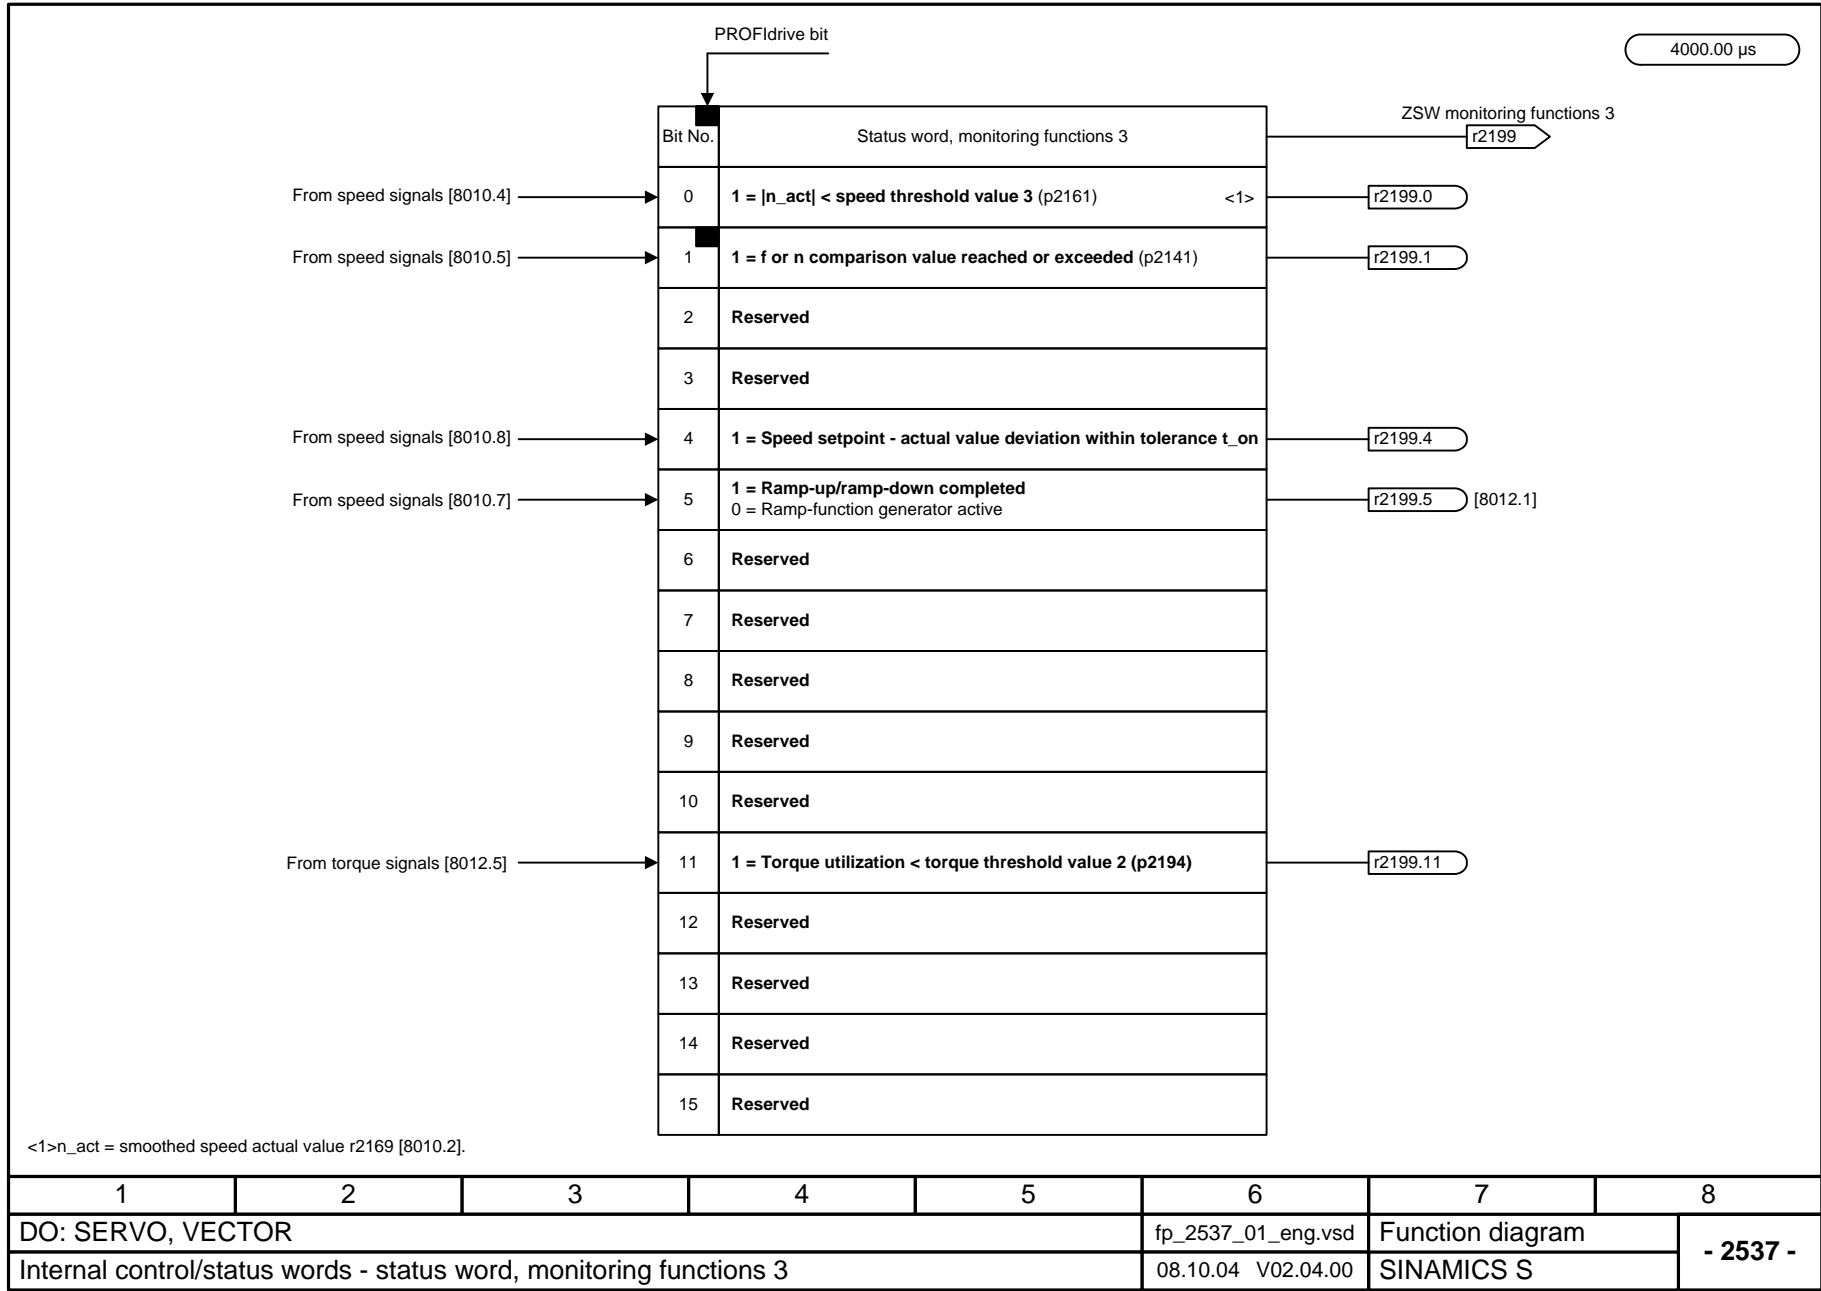 PROFIdrive bit
4000.00 µs
ZSW monitoring functions 3
Bit No. Status word, monitoring functions 3 r2199
From speed signals [8010.4] 0 1 = |n_act| < speed threshold value 3 (p2161) <1> r2199.0
From speed signals [8010.5] 1 1 = f or n comparison value reached or exceeded (p2141) r2199.1
2 Reserved
3 Reserved
From speed signals [8010.8] 4 1 = Speed setpoint - actual value deviation within tolerance t_on r2199.4
From speed signals [8010.7] 5 1 = Ramp-up/ramp-down completed
0 = Ramp-function generator active r2199.5 [8012.1]
6 Reserved
7 Reserved
8 Reserved
9 Reserved
10 Reserved
From torque signals [8012.5] 11 1 = Torque utilization < torque threshold value 2 (p2194) r2199.11
12 Reserved
13 Reserved
14 Reserved
15 Reserved
<1>n_act = smoothed speed actual value r2169 [8010.2].
1 2 3 4 5 6 7 8
DO: SERVO, VECTOR fp_2537_01_eng.vsd Function diagram
- 2537 -
Internal control/status words - status word, monitoring functions 3 08.10.04 V02.04.00 SINAMICS S